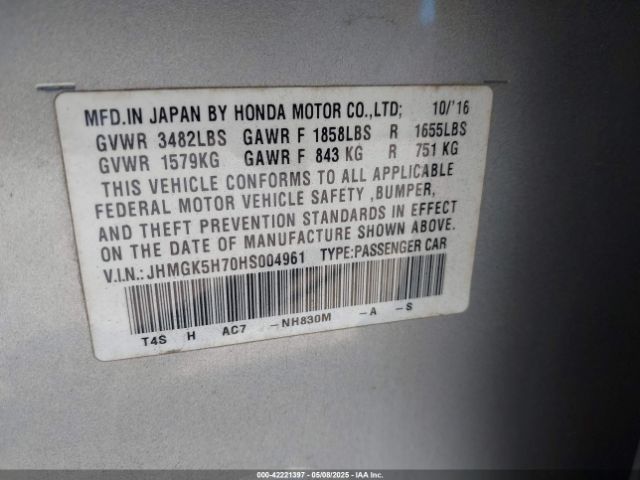 MFD.IN JAPAN BY HONDA MOTOR CO.,LTD; 10/'16
GVWR 3482LBS GAWR F 1858LBS R 1655LBS
GVWR 1579KG GAWR F 843 KG R 751 KG
THIS VEHICLE CONFORMS TO ALL APPLICABLE
FEDERAL MOTOR VEHICLE SAFETY ,BUMPER,
AND THEFT PREVENTION STANDARDS IN EFFECT
ON THE DATE OF MANUFACTURE SHOWN ABOVE.
V.I.N.: JHMGK5H70HS004961 TYPE:PASSENGER CAR
T4S H AC7 -NH830M -A -S
000-42221397 - 05/08/2025 - IAA Inc.